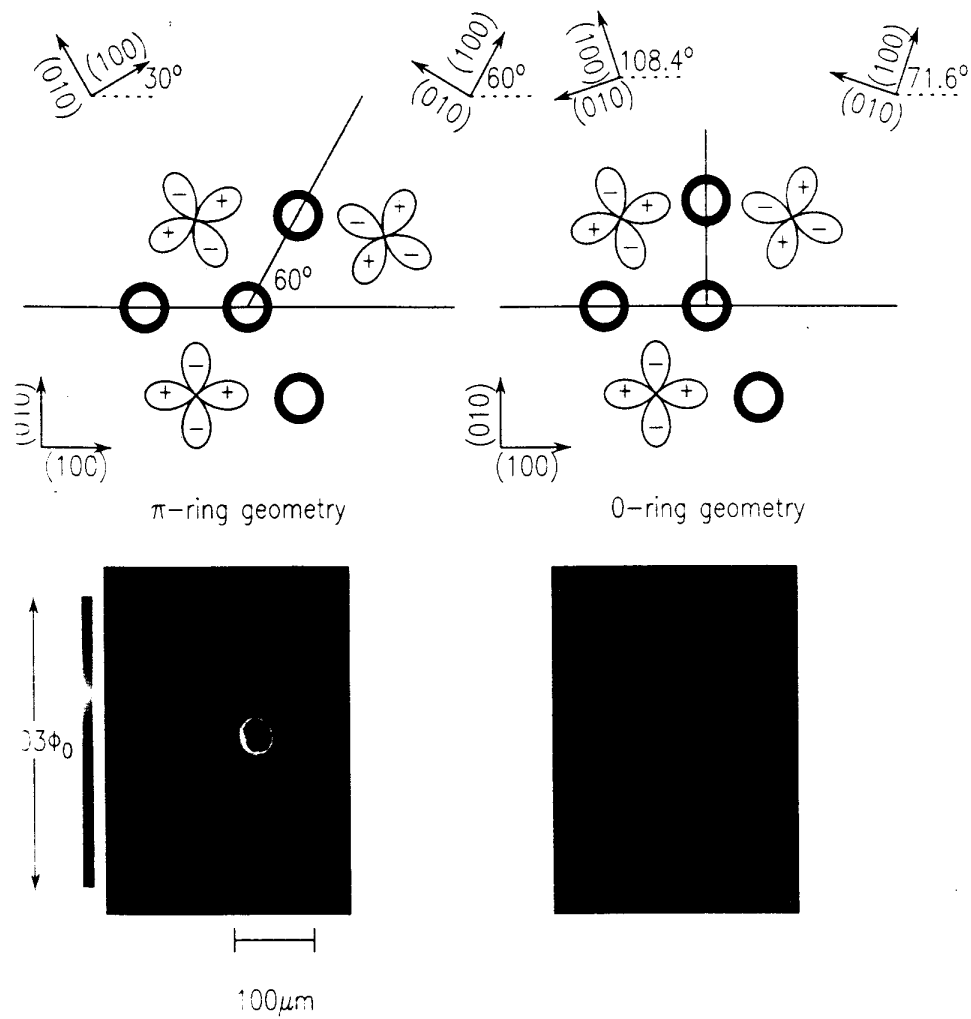 (010) (100) 30°
(010) (100) 60°
(100) (010) 108.4°
(010) (100) 71.6°
− + + −
− + + −
− + + −
− + + −
60°
− + + −
− + + −
(010)
(100)
(010)
(100)
π-ring geometry
0-ring geometry
03Φ0
100μm